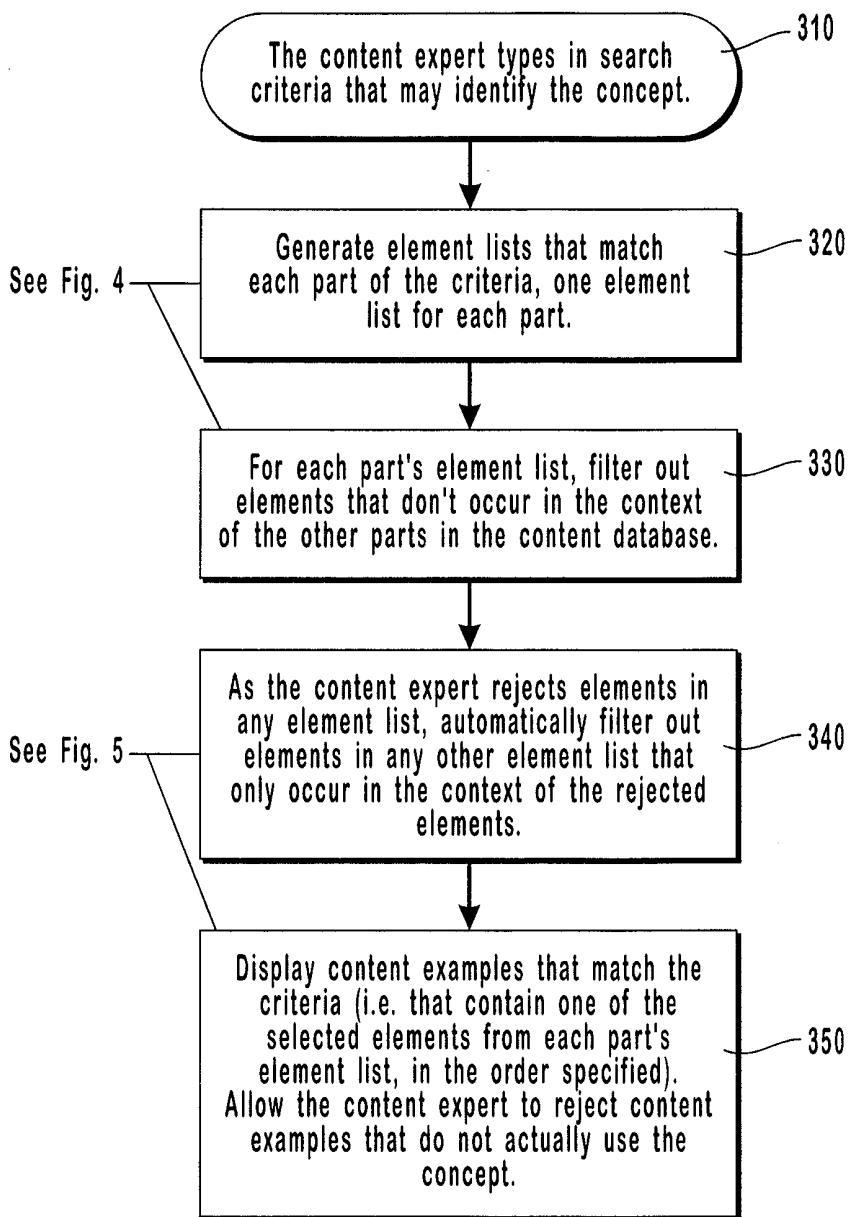 The content expert types in search
criteria that may identify the concept.
310
Generate element lists that match
each part of the criteria, one element
list for each part.
320
See Fig. 4
For each part's element list, filter out
elements that don't occur in the context
of the other parts in the content database.
330
As the content expert rejects elements in
any element list, automatically filter out
elements in any other element list that
only occur in the context of the rejected
elements.
340
See Fig. 5
Display content examples that match the
criteria (i.e. that contain one of the
selected elements from each part's
element list, in the order specified).
Allow the content expert to reject content
examples that do not actually use the
concept.
350